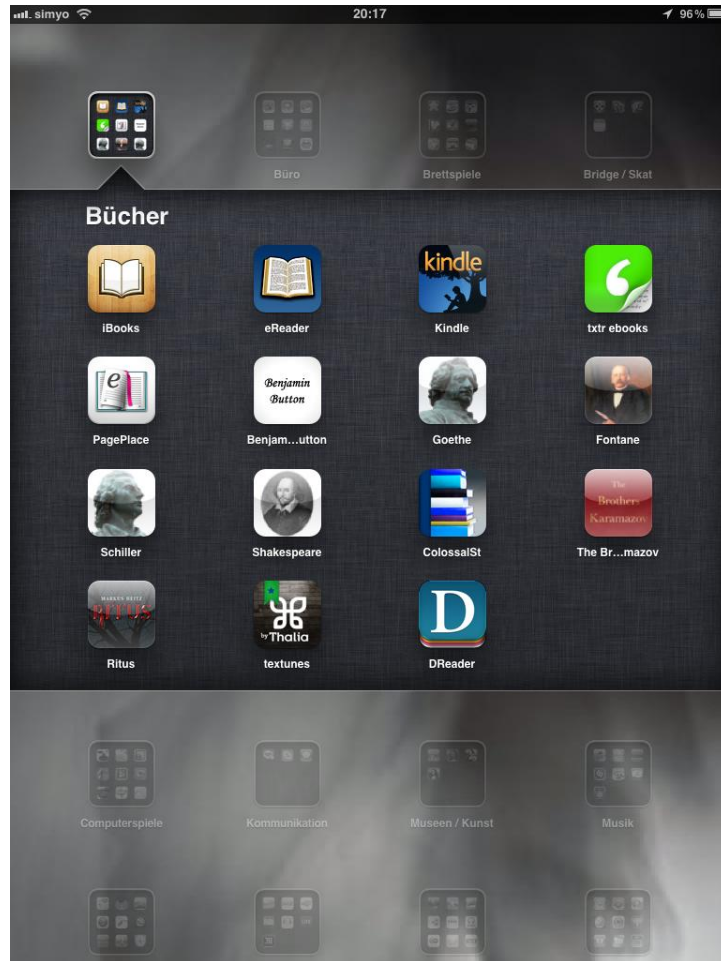 simyo
20:17
96 %
Büro
Brettspiele
Bridge / Skat
Bücher
kindle
iBooks
eReader
Kindle
txtr ebooks
e
Benjamin
Button
PagePlace
Benjam...utton
Goethe
Fontane
The
Brothers
Karamazov
Schiller
Shakespeare
ColossalSt
The Br...mazov
MARKUS HEITZ
RITUS
by Thalia
D
Ritus
textunes
DReader
Computerspiele
Kommunikation
Museen / Kunst
Musik